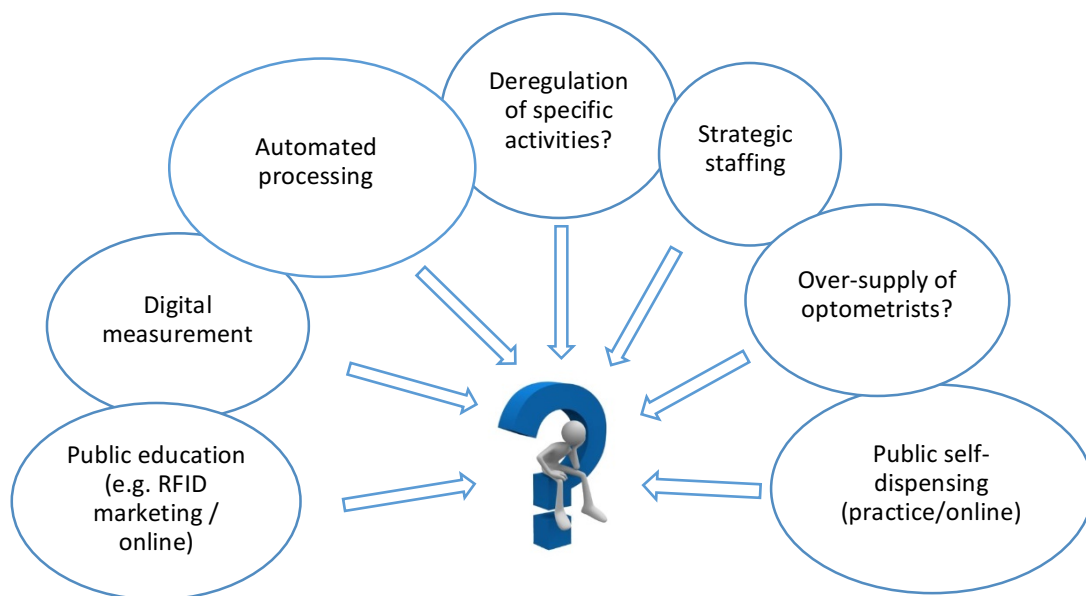 Deregulation
of specific
activities?
Strategic
staffing
Automated
processing
Over-supply of
optometrists?
Digital
measurement
Public education
(e.g. RFID
marketing /
online)
Public self-
dispensing
(practice/online)